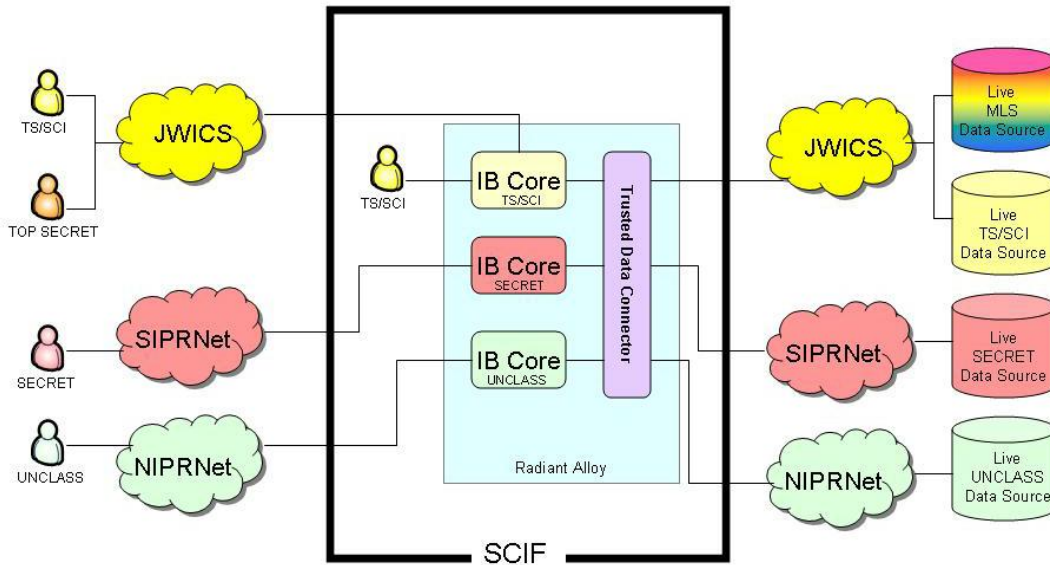 TS/SCI
JWICS
TOP SECRET
SECRET
SIPRNet
UNCLASS
NIPRNet
TS/SCI
IB Core
TS/SCI
IB Core
SECRET
IB Core
UNCLASS
Trusted Data Connector
Radiant Alloy
SCIF
JWICS
SIPRNet
NIPRNet
Live
MLS
Data Source
Live
TS/SCI
Data Source
Live
SECRET
Data Source
Live
UNCLASS
Data Source